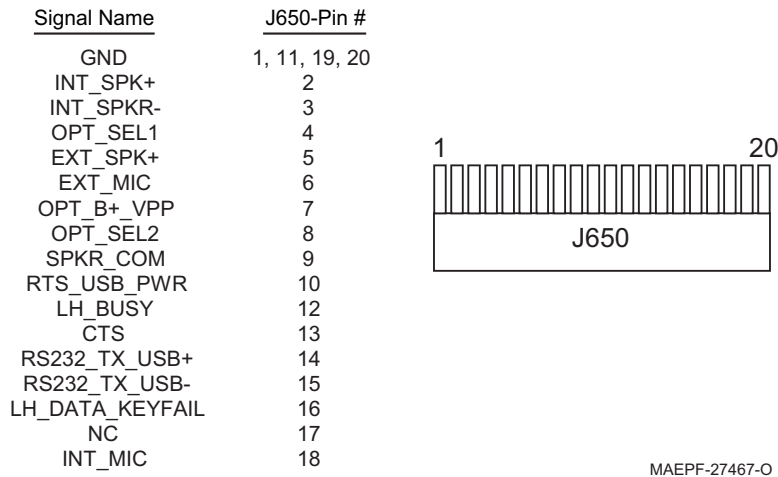 Signal Name J650-Pin #
GND 1, 11, 19, 20
INT_SPK+ 2
INT_SPKR- 3
OPT_SEL1 4
EXT_SPK+ 5
EXT_MIC 6
OPT_B+_VPP 7
OPT_SEL2 8
SPKR_COM 9
RTS_USB_PWR 10
LH_BUSY 12
CTS 13
RS232_TX_USB+ 14
RS232_TX_USB- 15
LH_DATA_KEYFAIL 16
NC 17
INT_MIC 18
1 20
J650
MAEPF-27467-O